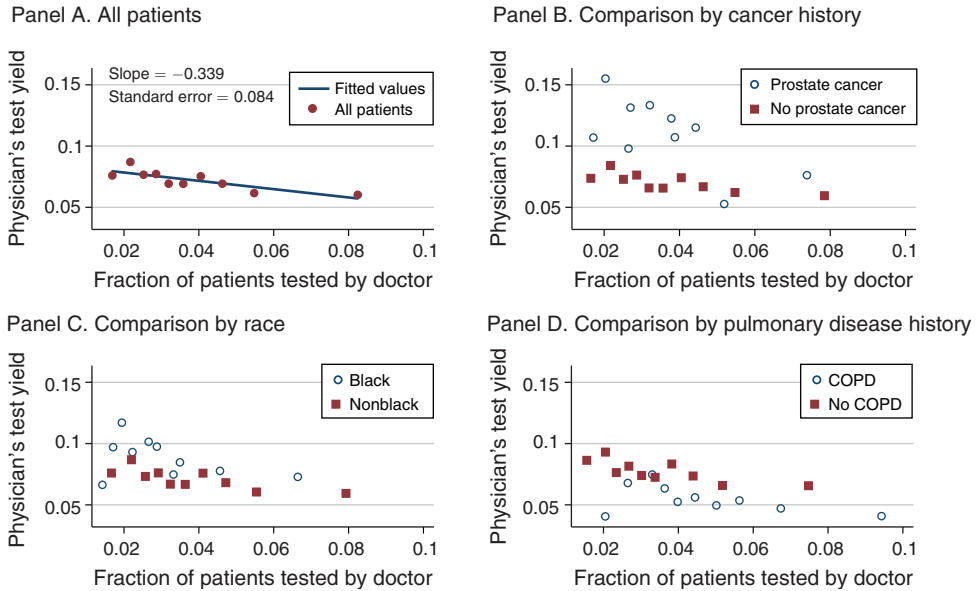 Panel A. All patients
Physician's test yield
0.15
0.1
0.05
Slope = −0.339
Standard error = 0.084
Fitted values
All patients
0.02 0.04 0.06 0.08 0.1
Fraction of patients tested by doctor
Panel B. Comparison by cancer history
Physician's test yield
0.15
0.1
0.05
Prostate cancer
No prostate cancer
0.02 0.04 0.06 0.08 0.1
Fraction of patients tested by doctor
Panel C. Comparison by race
Physician's test yield
0.15
0.1
0.05
Black
Nonblack
0.02 0.04 0.06 0.08 0.1
Fraction of patients tested by doctor
Panel D. Comparison by pulmonary disease history
Physician's test yield
0.15
0.1
0.05
COPD
No COPD
0.02 0.04 0.06 0.08 0.1
Fraction of patients tested by doctor